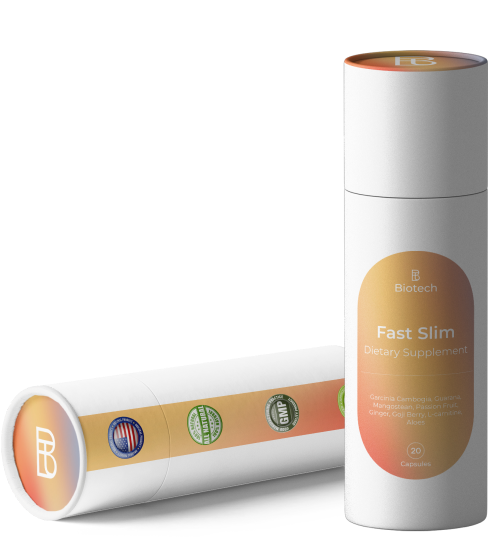 Biotech
Fast Slim
Dietary Supplement
Garcinia Cambogia, Guarana,
Mangosteen, Passion Fruit,
Ginger, Goji Berry, L-carnitine,
Aloes
20
Capsules
ALL NATURAL
GMP